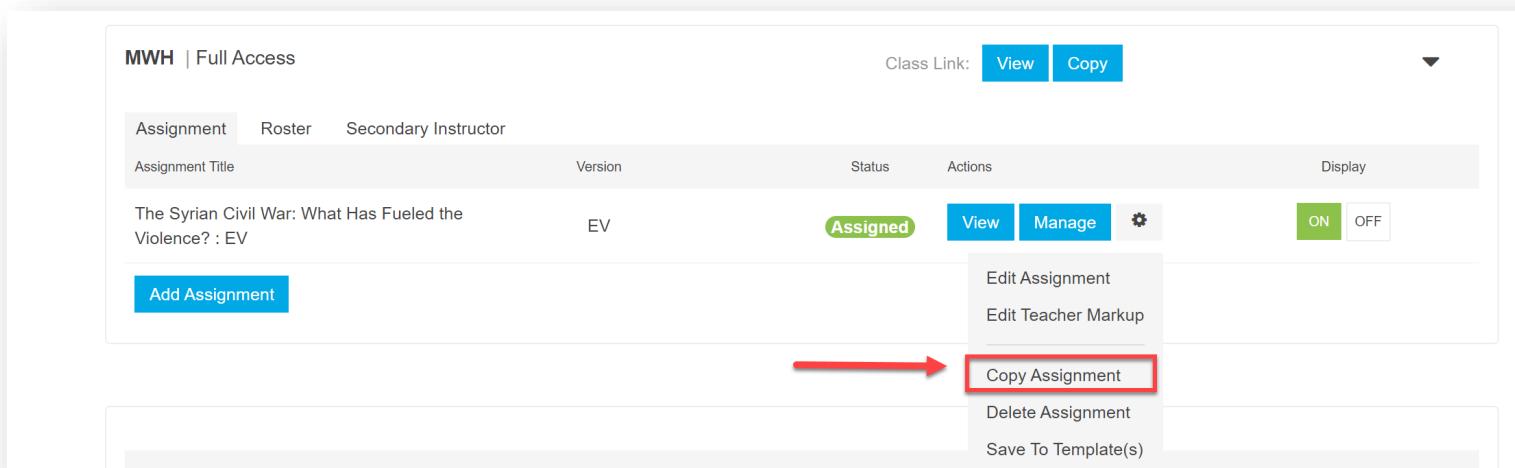 MWH | Full Access
Class Link: View Copy
Assignment Roster Secondary Instructor
Assignment Title Version Status Actions Display
The Syrian Civil War: What Has Fueled the
Violence? : EV
EV
Assigned
View Manage
ON OFF
Add Assignment
Edit Assignment
Edit Teacher Markup
Copy Assignment
Delete Assignment
Save To Template(s)